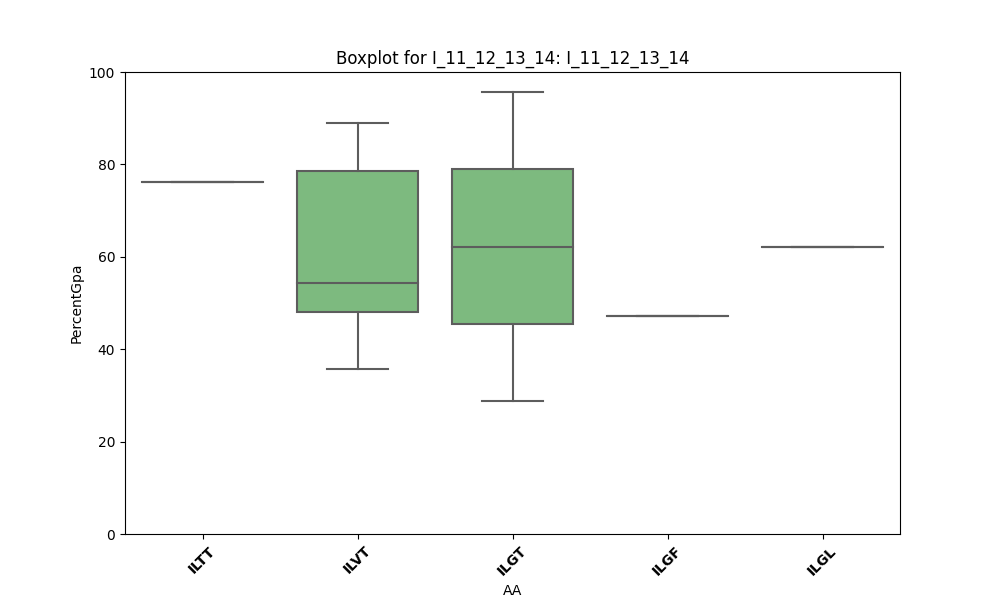 Boxplot for I_11_12_13_14: I_11_12_13_14
100
80
60
40
20
0
PercentGpa
ILTT
ILVT
ILGT
ILGF
ILGL
AA